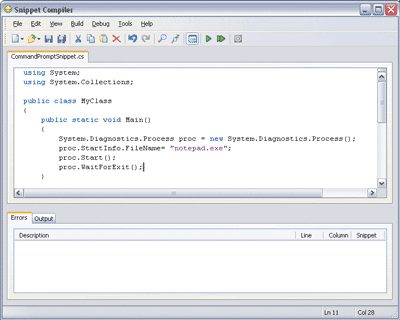 Snippet Compiler
File Edit View Build Debug Tools Help
CommandPromptSnippet.cs
using System;
using System.Collections;
public class MyClass
{
public static void Main()
{
System.Diagnostics.Process proc = new System.Diagnostics.Process();
proc.StartInfo.FileName= "notepad.exe";
proc.Start();
proc.WaitForExit();
}
Errors Output
Description Line Column Snippet
Ln 11 Col 28